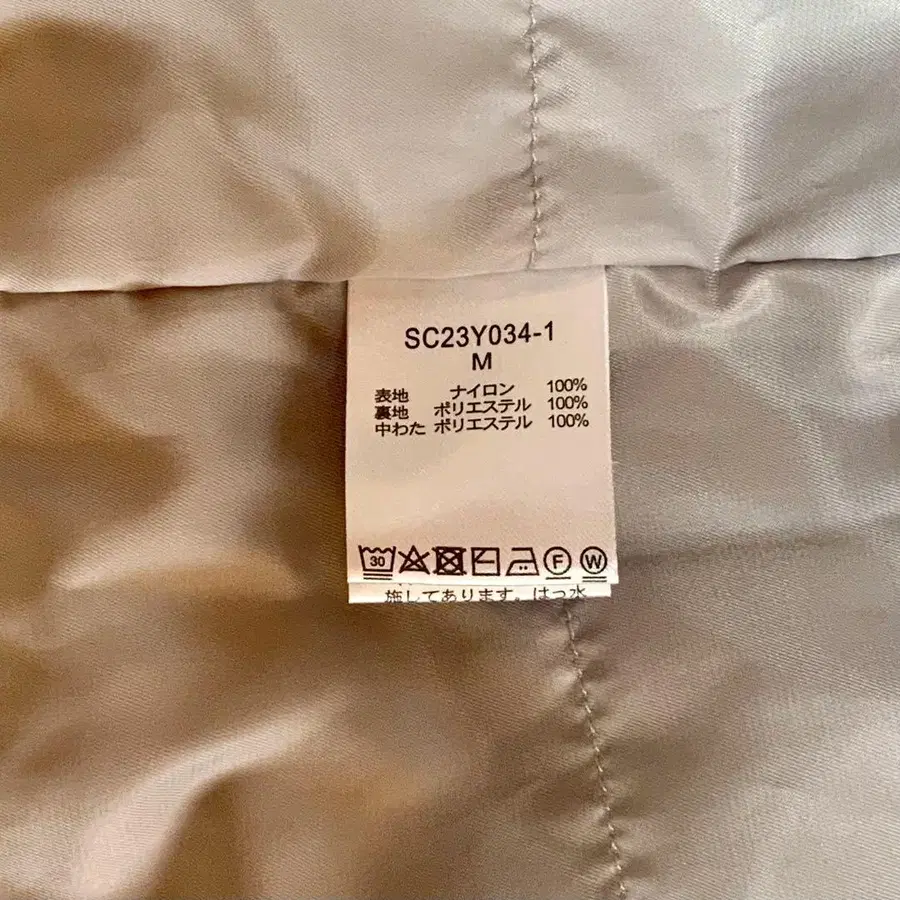 SC23Y034-1
M
表地 ナイロン 100%
裏地 ポリエステル 100%
中わた ポリエステル 100%
30 F W
施してあります。はっ水